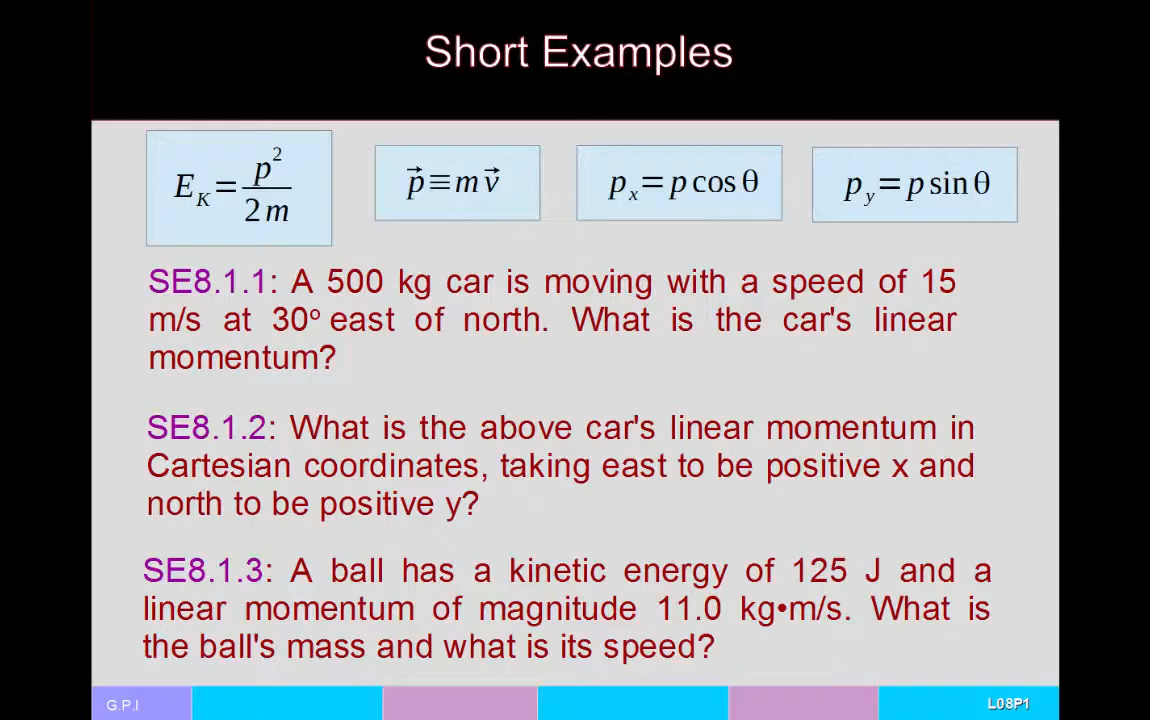 Short Examples
E_K = p^2 / 2m
p⃗ ≡ m v⃗
p_x = p cos θ
p_y = p sin θ
SE8.1.1: A 500 kg car is moving with a speed of 15
m/s at 30° east of north. What is the car's linear
momentum?
SE8.1.2: What is the above car's linear momentum in
Cartesian coordinates, taking east to be positive x and
north to be positive y?
SE8.1.3: A ball has a kinetic energy of 125 J and a
linear momentum of magnitude 11.0 kg•m/s. What is
the ball's mass and what is its speed?
G.P.I
L08P1